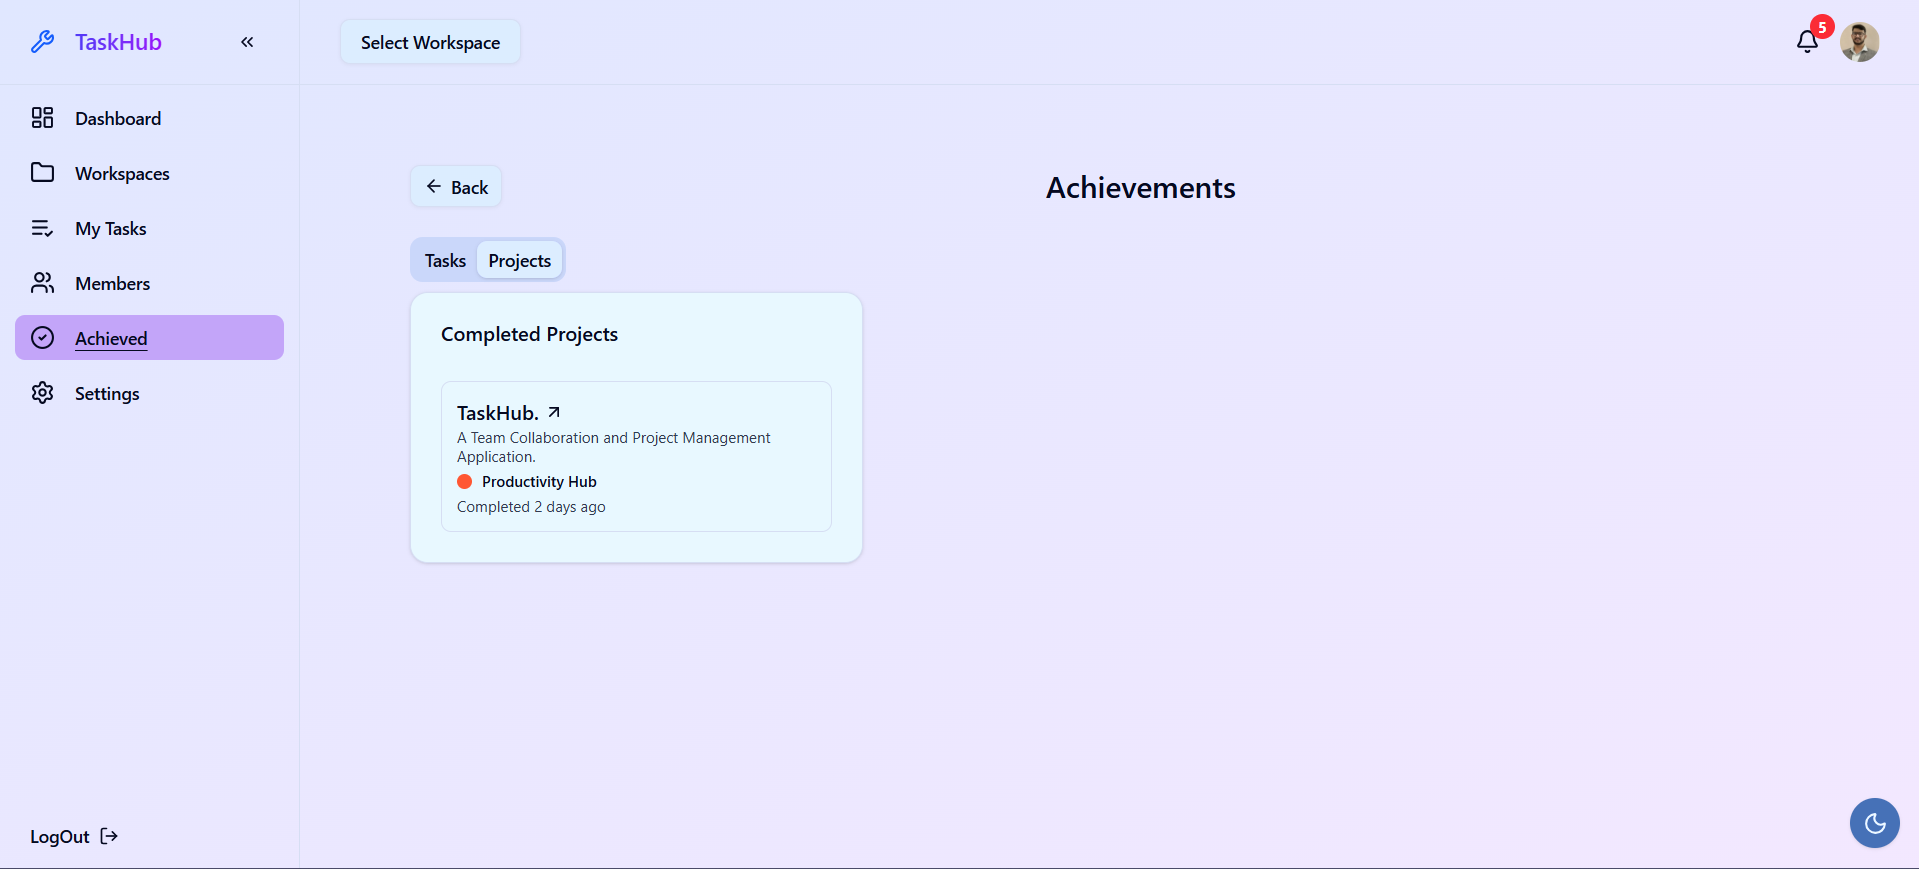 TaskHub
Select Workspace
5
Dashboard
Workspaces
My Tasks
Members
Achieved
Settings
LogOut
Back
Achievements
Tasks
Projects
Completed Projects
TaskHub.
A Team Collaboration and Project Management
Application.
Productivity Hub
Completed 2 days ago